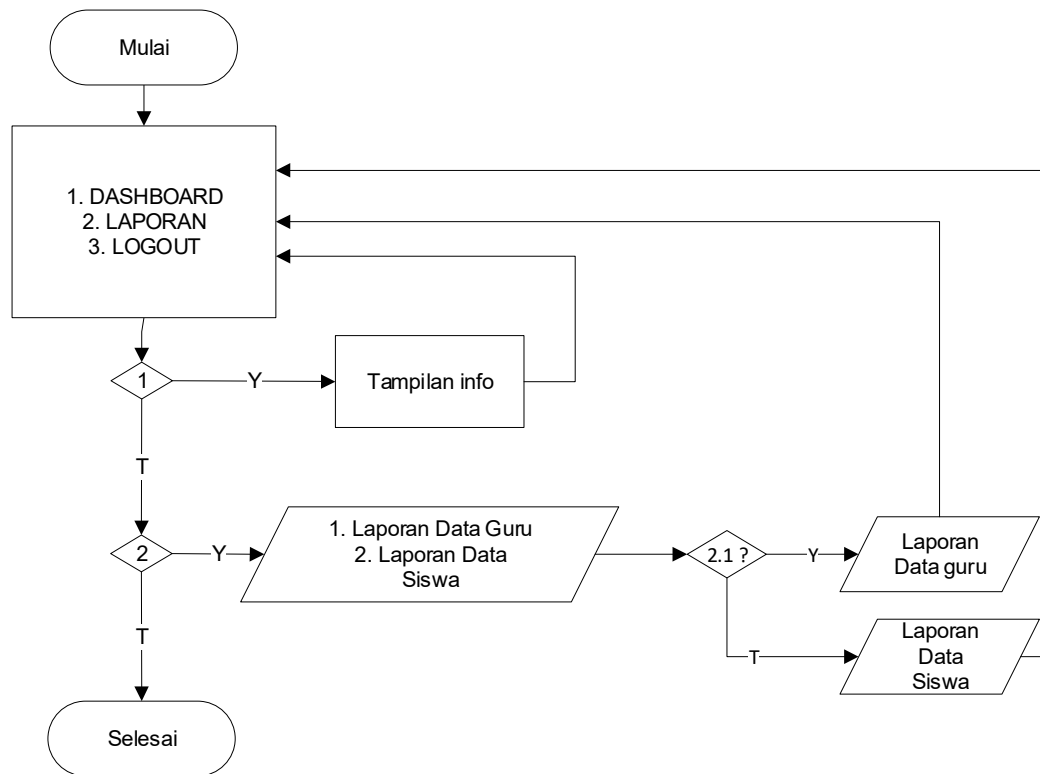 Mulai
1. DASHBOARD
2. LAPORAN
3. LOGOUT
1
Y
Tampilan info
T
2
Y
1. Laporan Data Guru
2. Laporan Data
Siswa
2.1 ?
Y
Laporan
Data guru
T
Laporan
Data
Siswa
T
Selesai